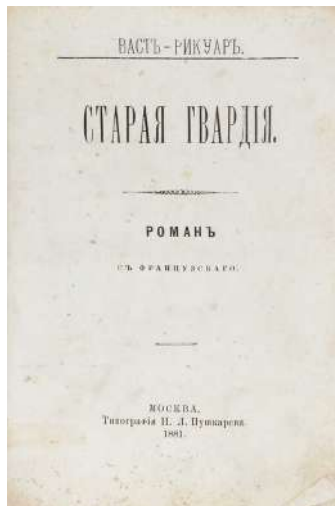 ВАСТЪ-РИКУАРЪ.
СТАРАЯ ГВАРДІЯ.
РОМАНЪ
СЪ ФРАНЦУЗСКАГО.
МОСКВА.
Типографія Н. Л. Пушкарева.
1881.